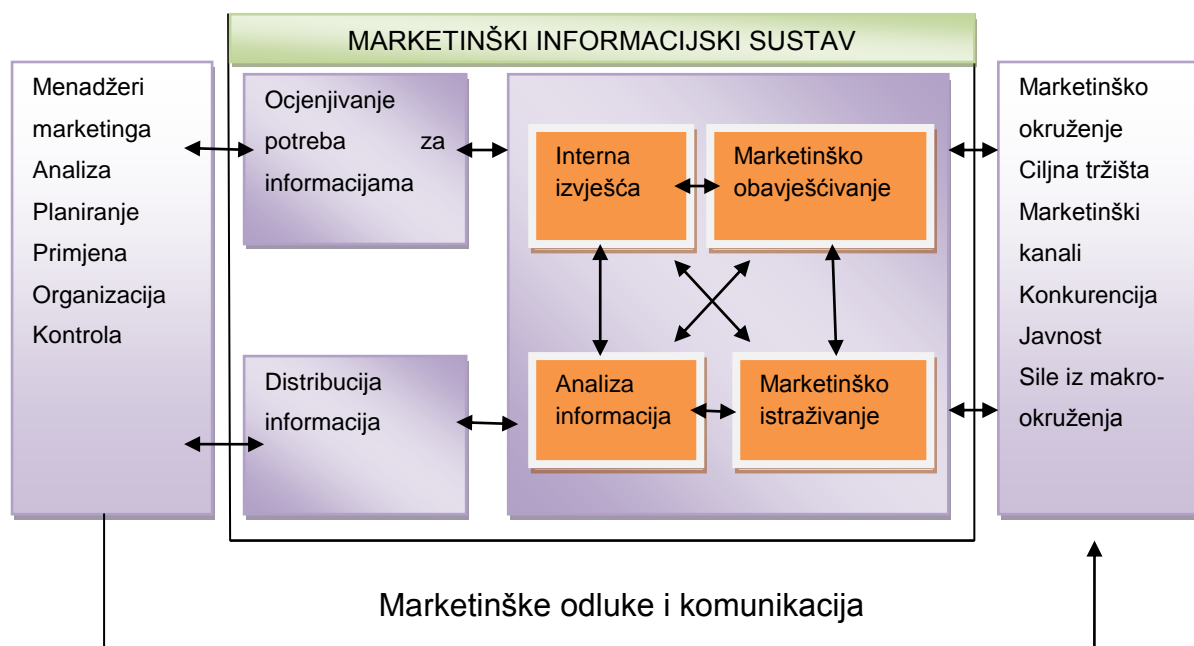 MARKETINŠKI INFORMACIJSKI SUSTAV
Menadžeri
marketinga
Analiza
Planiranje
Primjena
Organizacija
Kontrola
Ocjenjivanje
potreba za
informacijama
Distribucija
informacija
Interna
izvješća
Marketinško
obavješćivanje
Analiza
informacija
Marketinško
istraživanje
Marketinško
okruženje
Ciljna tržišta
Marketinški
kanali
Konkurencija
Javnost
Sile iz makro-
okruženja
Marketinške odluke i komunikacija